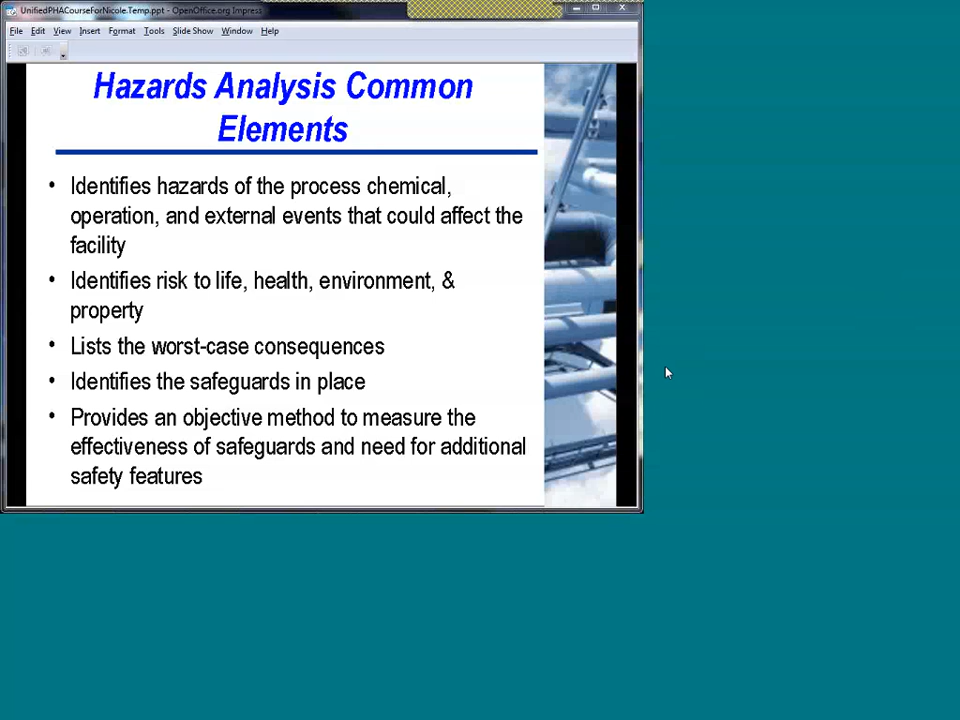 UnifiedPHACourseForNicole.Temp.ppt - OpenOffice.org Impress
File Edit View Insert Format Tools Slide Show Window Help
Hazards Analysis Common
Elements
• Identifies hazards of the process chemical,
operation, and external events that could affect the
facility
• Identifies risk to life, health, environment, &
property
• Lists the worst-case consequences
• Identifies the safeguards in place
• Provides an objective method to measure the
effectiveness of safeguards and need for additional
safety features